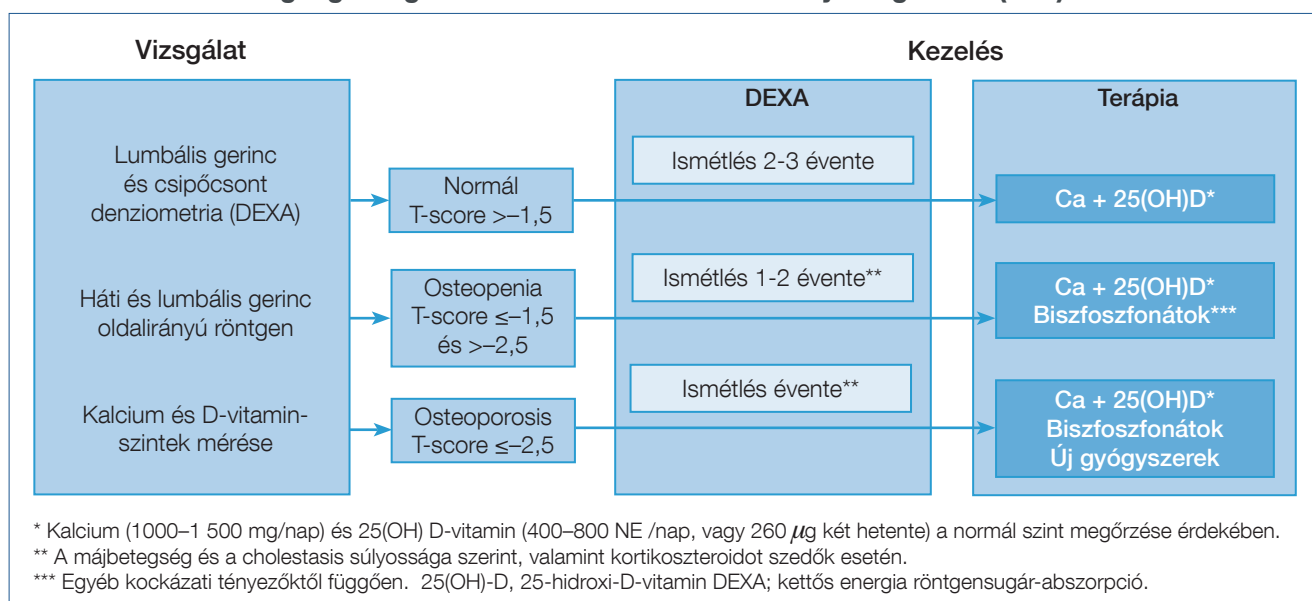 Vizsgálat
Kezelés
DEXA
Terápia
Lumbális gerinc
és csipőcsont
denziometria (DEXA)
Háti és lumbális gerinc
oldalirányú röntgen
Kalcium és D-vitamin-
szintek mérése
Normál
T-score >–1,5
Osteopenia
T-score ≤–1,5
és >–2,5
Osteoporosis
T-score ≤–2,5
Ismétlés 2-3 évente
Ismétlés 1-2 évente**
Ismétlés évente**
Ca + 25(OH)D*
Ca + 25(OH)D*
Biszfoszfonátok***
Ca + 25(OH)D*
Biszfoszfonátok
Új gyógyszerek
* Kalcium (1000–1 500 mg/nap) és 25(OH) D-vitamin (400–800 NE /nap, vagy 260 µg két hetente) a normál szint megőrzése érdekében.
** A májbetegség és a cholestasis súlyossága szerint, valamint kortikoszteroidot szedők esetén.
*** Egyéb kockázati tényezőktől függően. 25(OH)-D, 25-hidroxi-D-vitamin DEXA; kettős energia röntgensugár-abszorpció.